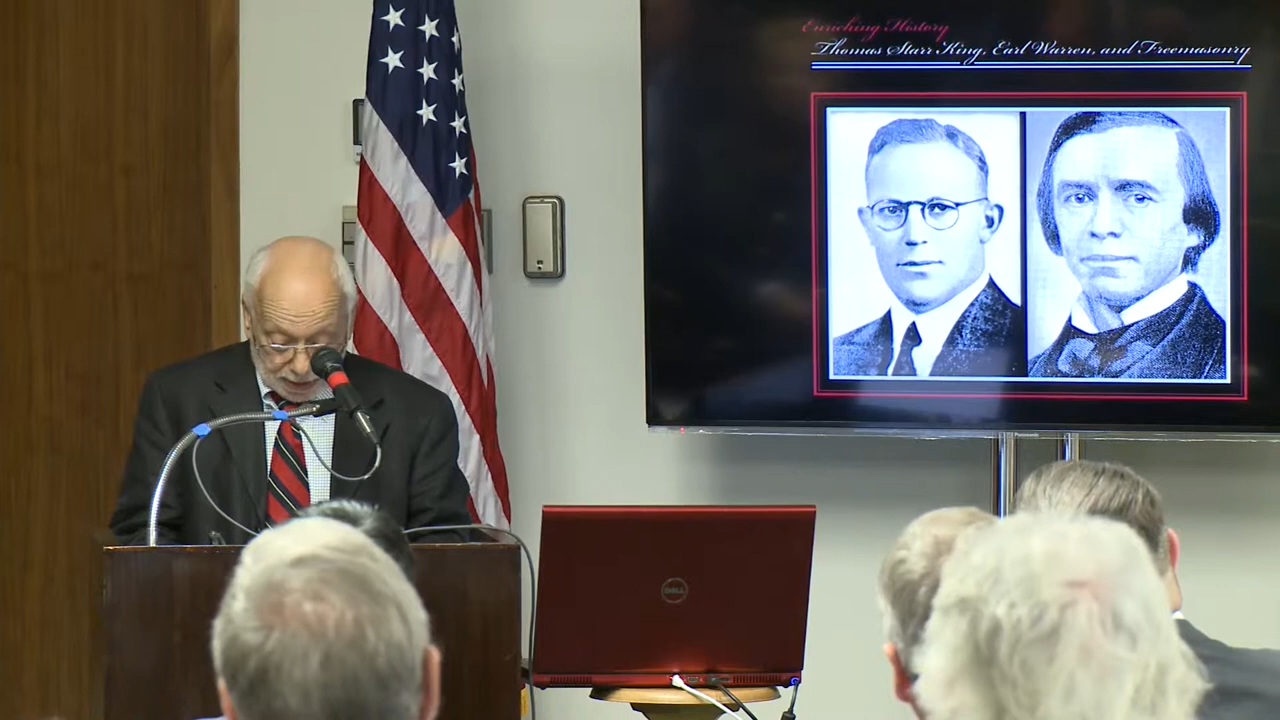 Enriching History
Thomas Starr King, Earl Warren, and Freemasonry
DELL